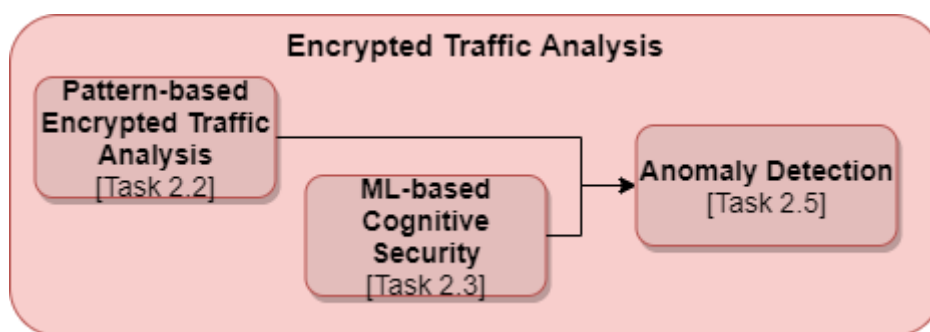 Encrypted Traffic Analysis
Pattern-based
Encrypted Traffic
Analysis
[Task 2.2]
ML-based
Cognitive
Security
[Task 2.3]
Anomaly Detection
[Task 2.5]